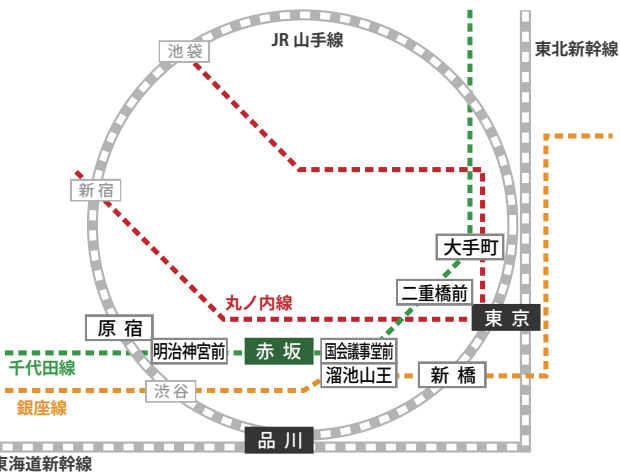 JR 山手線
東北新幹線
池袋
新宿
大手町
二重橋前
丸ノ内線
東京
原宿
明治神宮前
赤坂
国会議事堂前
千代田線
溜池山王
新橋
渋谷
銀座線
品川
東海道新幹線